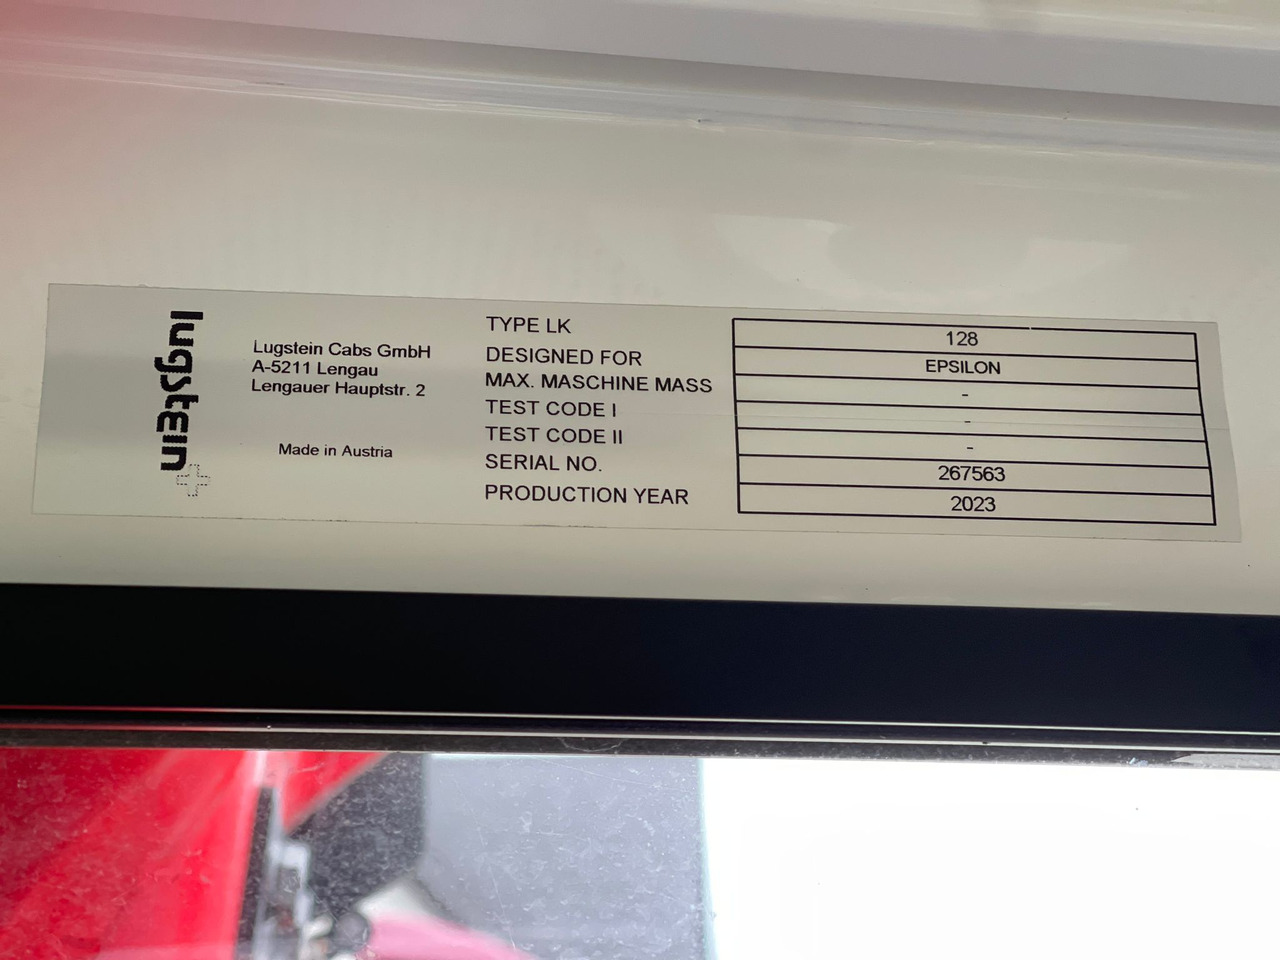 lugstein
Lugstein Cabs GmbH
A-5211 Lengau
Lengauer Hauptstr. 2
Made in Austria
TYPE LK 128
DESIGNED FOR EPSILON
MAX. MASCHINE MASS -
TEST CODE I -
TEST CODE II -
SERIAL NO. 267563
PRODUCTION YEAR 2023